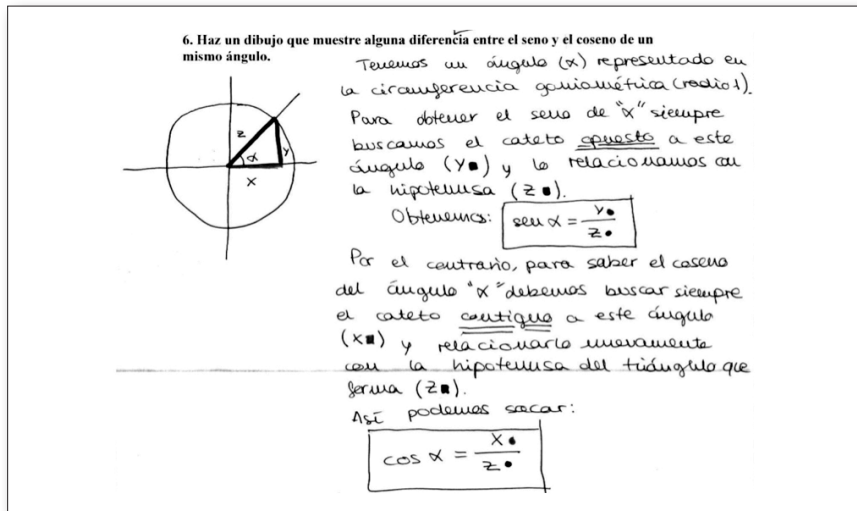 6. Haz un dibujo que muestre alguna diferencia entre el seno y el coseno de un
mismo ángulo.
Tenemos un ángulo (α) representado en
la circunferencia goniométrica (radio 1).
Para obtener el seno de "α" siempre
buscamos el cateto opuesto a este
ángulo (y) y lo relacionamos con
la hipotenusa (z).
Obtenemos: sen α = y/z
z
α
y
x
Por el contrario, para saber el coseno
del ángulo "α" debemos buscar siempre
el cateto contiguo a este ángulo
(x) y relacionarlo nuevamente
con la hipotenusa del triángulo que
forma (z).
Así podemos sacar:
cos α = x/z